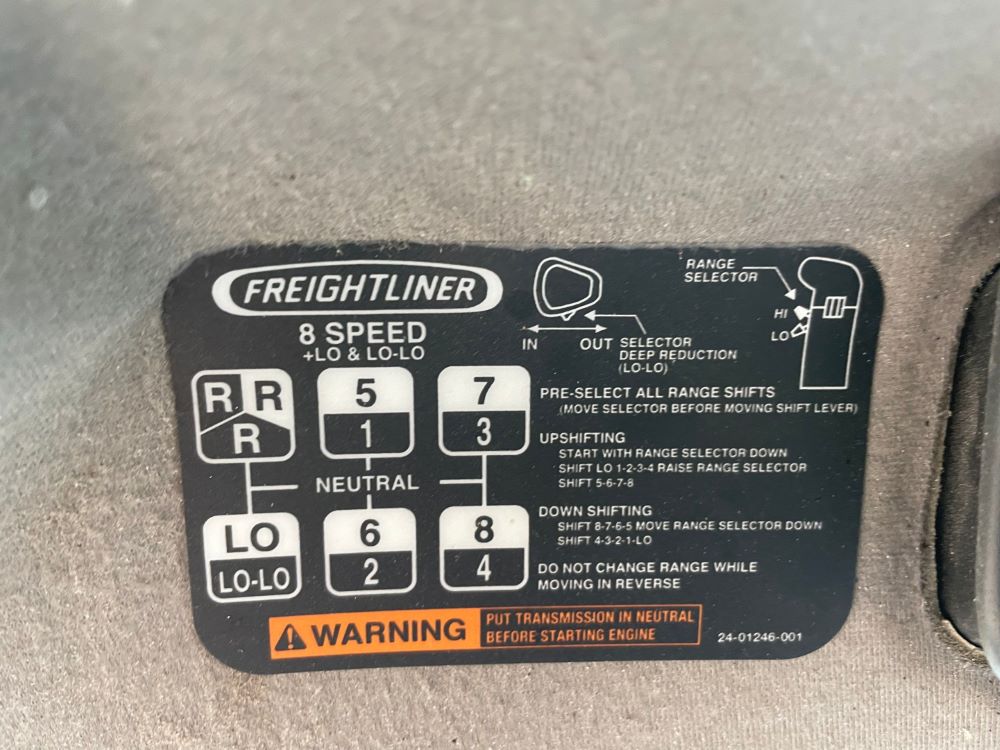 FREIGHTLINER
8 SPEED
+LO & LO-LO
R R
R
5
1
7
3
NEUTRAL
LO
LO-LO
6
2
8
4
IN OUT
SELECTOR
DEEP REDUCTION
(LO-LO)
RANGE
SELECTOR
HI
LO
PRE-SELECT ALL RANGE SHIFTS
(MOVE SELECTOR BEFORE MOVING SHIFT LEVER)
UPSHIFTING
START WITH RANGE SELECTOR DOWN
SHIFT LO 1-2-3-4 RAISE RANGE SELECTOR
SHIFT 5-6-7-8
DOWN SHIFTING
SHIFT 8-7-6-5 MOVE RANGE SELECTOR DOWN
SHIFT 4-3-2-1-LO
DO NOT CHANGE RANGE WHILE
MOVING IN REVERSE
WARNING
PUT TRANSMISSION IN NEUTRAL
BEFORE STARTING ENGINE
24-01246-001